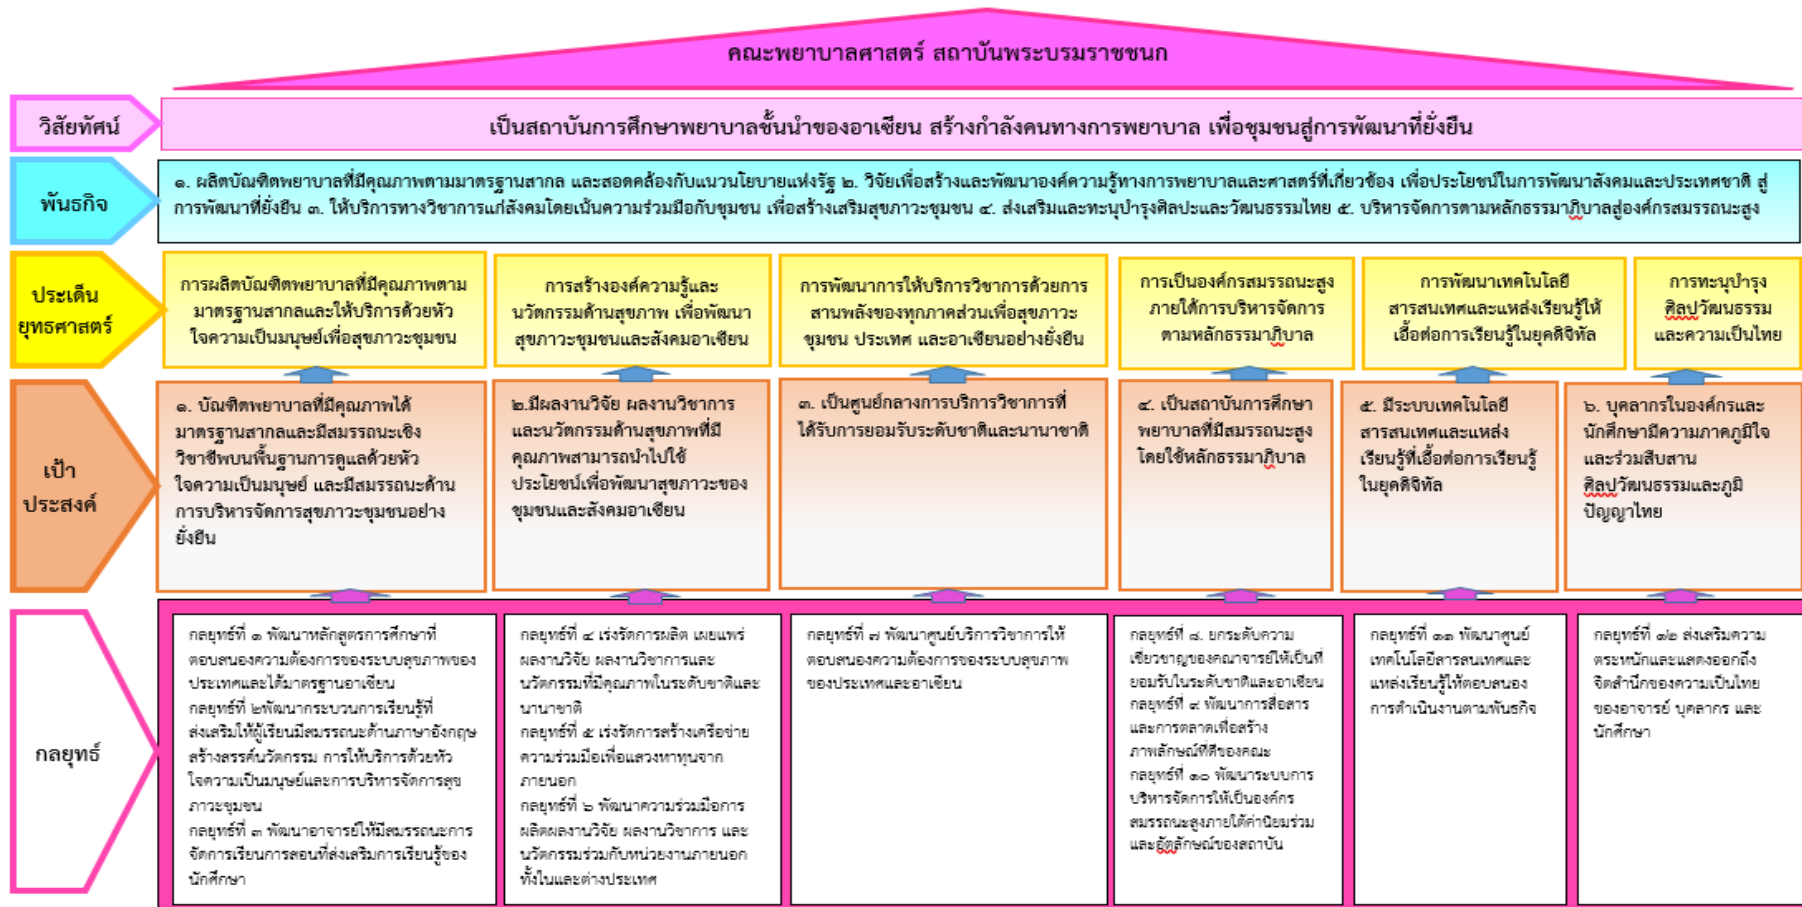 คณะพยาบาลศาสตร์ สถาบันพระบรมราชชนก
วิสัยทัศน์
เป็นสถาบันการศึกษาพยาบาลชั้นนำของอาเซียน สร้างกำลังคนทางการพยาบาล เพื่อชุมชนสู่การพัฒนาที่ยั่งยืน
พันธกิจ
๑. ผลิตบัณฑิตพยาบาลที่มีคุณภาพตามมาตรฐานสากล และสอดคล้องกับแนวนโยบายแห่งรัฐ ๒. วิจัยเพื่อสร้างและพัฒนาองค์ความรู้ทางการพยาบาลและศาสตร์ที่เกี่ยวข้อง เพื่อประโยชน์ในการพัฒนาสังคมและประเทศชาติ สู่
การพัฒนาที่ยั่งยืน ๓. ให้บริการทางวิชาการแก่สังคมโดยเน้นความร่วมมือกับชุมชน เพื่อสร้างเสริมสุขภาวะชุมชน ๔. ส่งเสริมและทะนุบำรุงศิลปะและวัฒนธรรมไทย ๕. บริหารจัดการตามหลักธรรมาภิบาลสู่องค์กรสมรรถนะสูง
ประเด็น
ยุทธศาสตร์
การผลิตบัณฑิตพยาบาลที่มีคุณภาพตาม
มาตรฐานสากลและให้บริการด้วยหัว
ใจความเป็นมนุษย์เพื่อสุขภาวะชุมชน
การสร้างองค์ความรู้และ
นวัตกรรมด้านสุขภาพ เพื่อพัฒนา
สุขภาวะชุมชนและสังคมอาเซียน
การพัฒนาการให้บริการวิชาการด้วยการ
สานพลังของทุกภาคส่วนเพื่อสุขภาวะ
ชุมชน ประเทศ และอาเซียนอย่างยั่งยืน
การเป็นองค์กรสมรรถนะสูง
ภายใต้การบริหารจัดการ
ตามหลักธรรมาภิบาล
การพัฒนาเทคโนโลยี
สารสนเทศและแหล่งเรียนรู้ให้
เอื้อต่อการเรียนรู้ในยุคดิจิทัล
การทะนุบำรุง
ศิลปวัฒนธรรม
และความเป็นไทย
เป้า
ประสงค์
๑. บัณฑิตพยาบาลที่มีคุณภาพได้
มาตรฐานสากลและมีสมรรถนะเชิง
วิชาชีพบนพื้นฐานการดูแลด้วยหัว
ใจความเป็นมนุษย์ และมีสมรรถนะด้าน
การบริหารจัดการสุขภาวะชุมชนอย่าง
ยั่งยืน
๒.มีผลงานวิจัย ผลงานวิชาการ
และนวัตกรรมด้านสุขภาพที่มี
คุณภาพสามารถนำไปใช้
ประโยชน์เพื่อพัฒนาสุขภาวะของ
ชุมชนและสังคมอาเซียน
๓. เป็นศูนย์กลางการบริการวิชาการที่
ได้รับการยอมรับระดับชาติและนานาชาติ
๔. เป็นสถาบันการศึกษา
พยาบาลที่มีสมรรถนะสูง
โดยใช้หลักธรรมาภิบาล
๕. มีระบบเทคโนโลยี
สารสนเทศและแหล่ง
เรียนรู้ที่เอื้อต่อการเรียนรู้
ในยุคดิจิทัล
๖. บุคลากรในองค์กรและ
นักศึกษามีความภาคภูมิใจ
และร่วมสืบสาน
ศิลปวัฒนธรรมและภูมิ
ปัญญาไทย
กลยุทธ์
กลยุทธ์ที่ ๑ พัฒนาหลักสูตรการศึกษาที่
ตอบสนองความต้องการของระบบสุขภาพของ
ประเทศและได้มาตรฐานอาเซียน
กลยุทธ์ที่ ๒พัฒนากระบวนการเรียนรู้ที่
ส่งเสริมให้ผู้เรียนมีสมรรถนะด้านภาษาอังกฤษ
สร้างสรรค์นวัตกรรม การให้บริการด้วยหัว
ใจความเป็นมนุษย์และการบริหารจัดการสุข
ภาวะชุมชน
กลยุทธ์ที่ ๓ พัฒนาอาจารย์ให้มีสมรรถนะการ
จัดการเรียนการสอนที่ส่งเสริมการเรียนรู้ของ
นักศึกษา
กลยุทธ์ที่ ๔ เร่งรัดการผลิต เผยแพร่
ผลงานวิจัย ผลงานวิชาการและ
นวัตกรรมที่มีคุณภาพในระดับชาติและ
นานาชาติ
กลยุทธ์ที่ ๕ เร่งรัดการสร้างเครือข่าย
ความร่วมมือเพื่อแสวงหาทุนจาก
ภายนอก
กลยุทธ์ที่ ๖ พัฒนาความร่วมมือการ
ผลิตผลงานวิจัย ผลงานวิชาการ และ
นวัตกรรมร่วมกับหน่วยงานภายนอก
ทั้งในและต่างประเทศ
กลยุทธ์ที่ ๗ พัฒนาศูนย์บริการวิชาการให้
ตอบสนองความต้องการของระบบสุขภาพ
ของประเทศและอาเซียน
กลยุทธ์ที่ ๘. ยกระดับความ
เชี่ยวชาญของคณาจารย์ให้เป็นที่
ยอมรับในระดับชาติและอาเซียน
กลยุทธ์ที่ ๙ พัฒนาการสื่อสาร
และการตลาดเพื่อสร้าง
ภาพลักษณ์ที่ดีของคณะ
กลยุทธ์ที่ ๑๐ พัฒนาระบบการ
บริหารจัดการให้เป็นองค์กร
สมรรถนะสูงภายใต้ค่านิยมร่วม
และอัตลักษณ์ของสถาบัน
กลยุทธ์ที่ ๑๑ พัฒนาศูนย์
เทคโนโลยีสารสนเทศและ
แหล่งเรียนรู้ให้ตอบสนอง
การดำเนินงานตามพันธกิจ
กลยุทธ์ที่ ๑๒ ส่งเสริมความ
ตระหนักและแสดงออกถึง
จิตสำนึกของความเป็นไทย
ของอาจารย์ บุคลากร และ
นักศึกษา